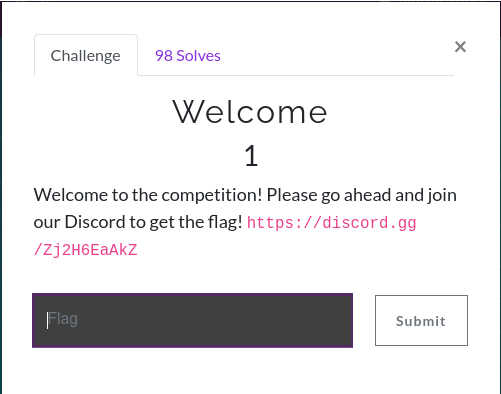 Challenge 98 Solves ×
Welcome
1
Welcome to the competition! Please go ahead and join
our Discord to get the flag! https://discord.gg
/Zj2H6EaAkZ
Flag Submit